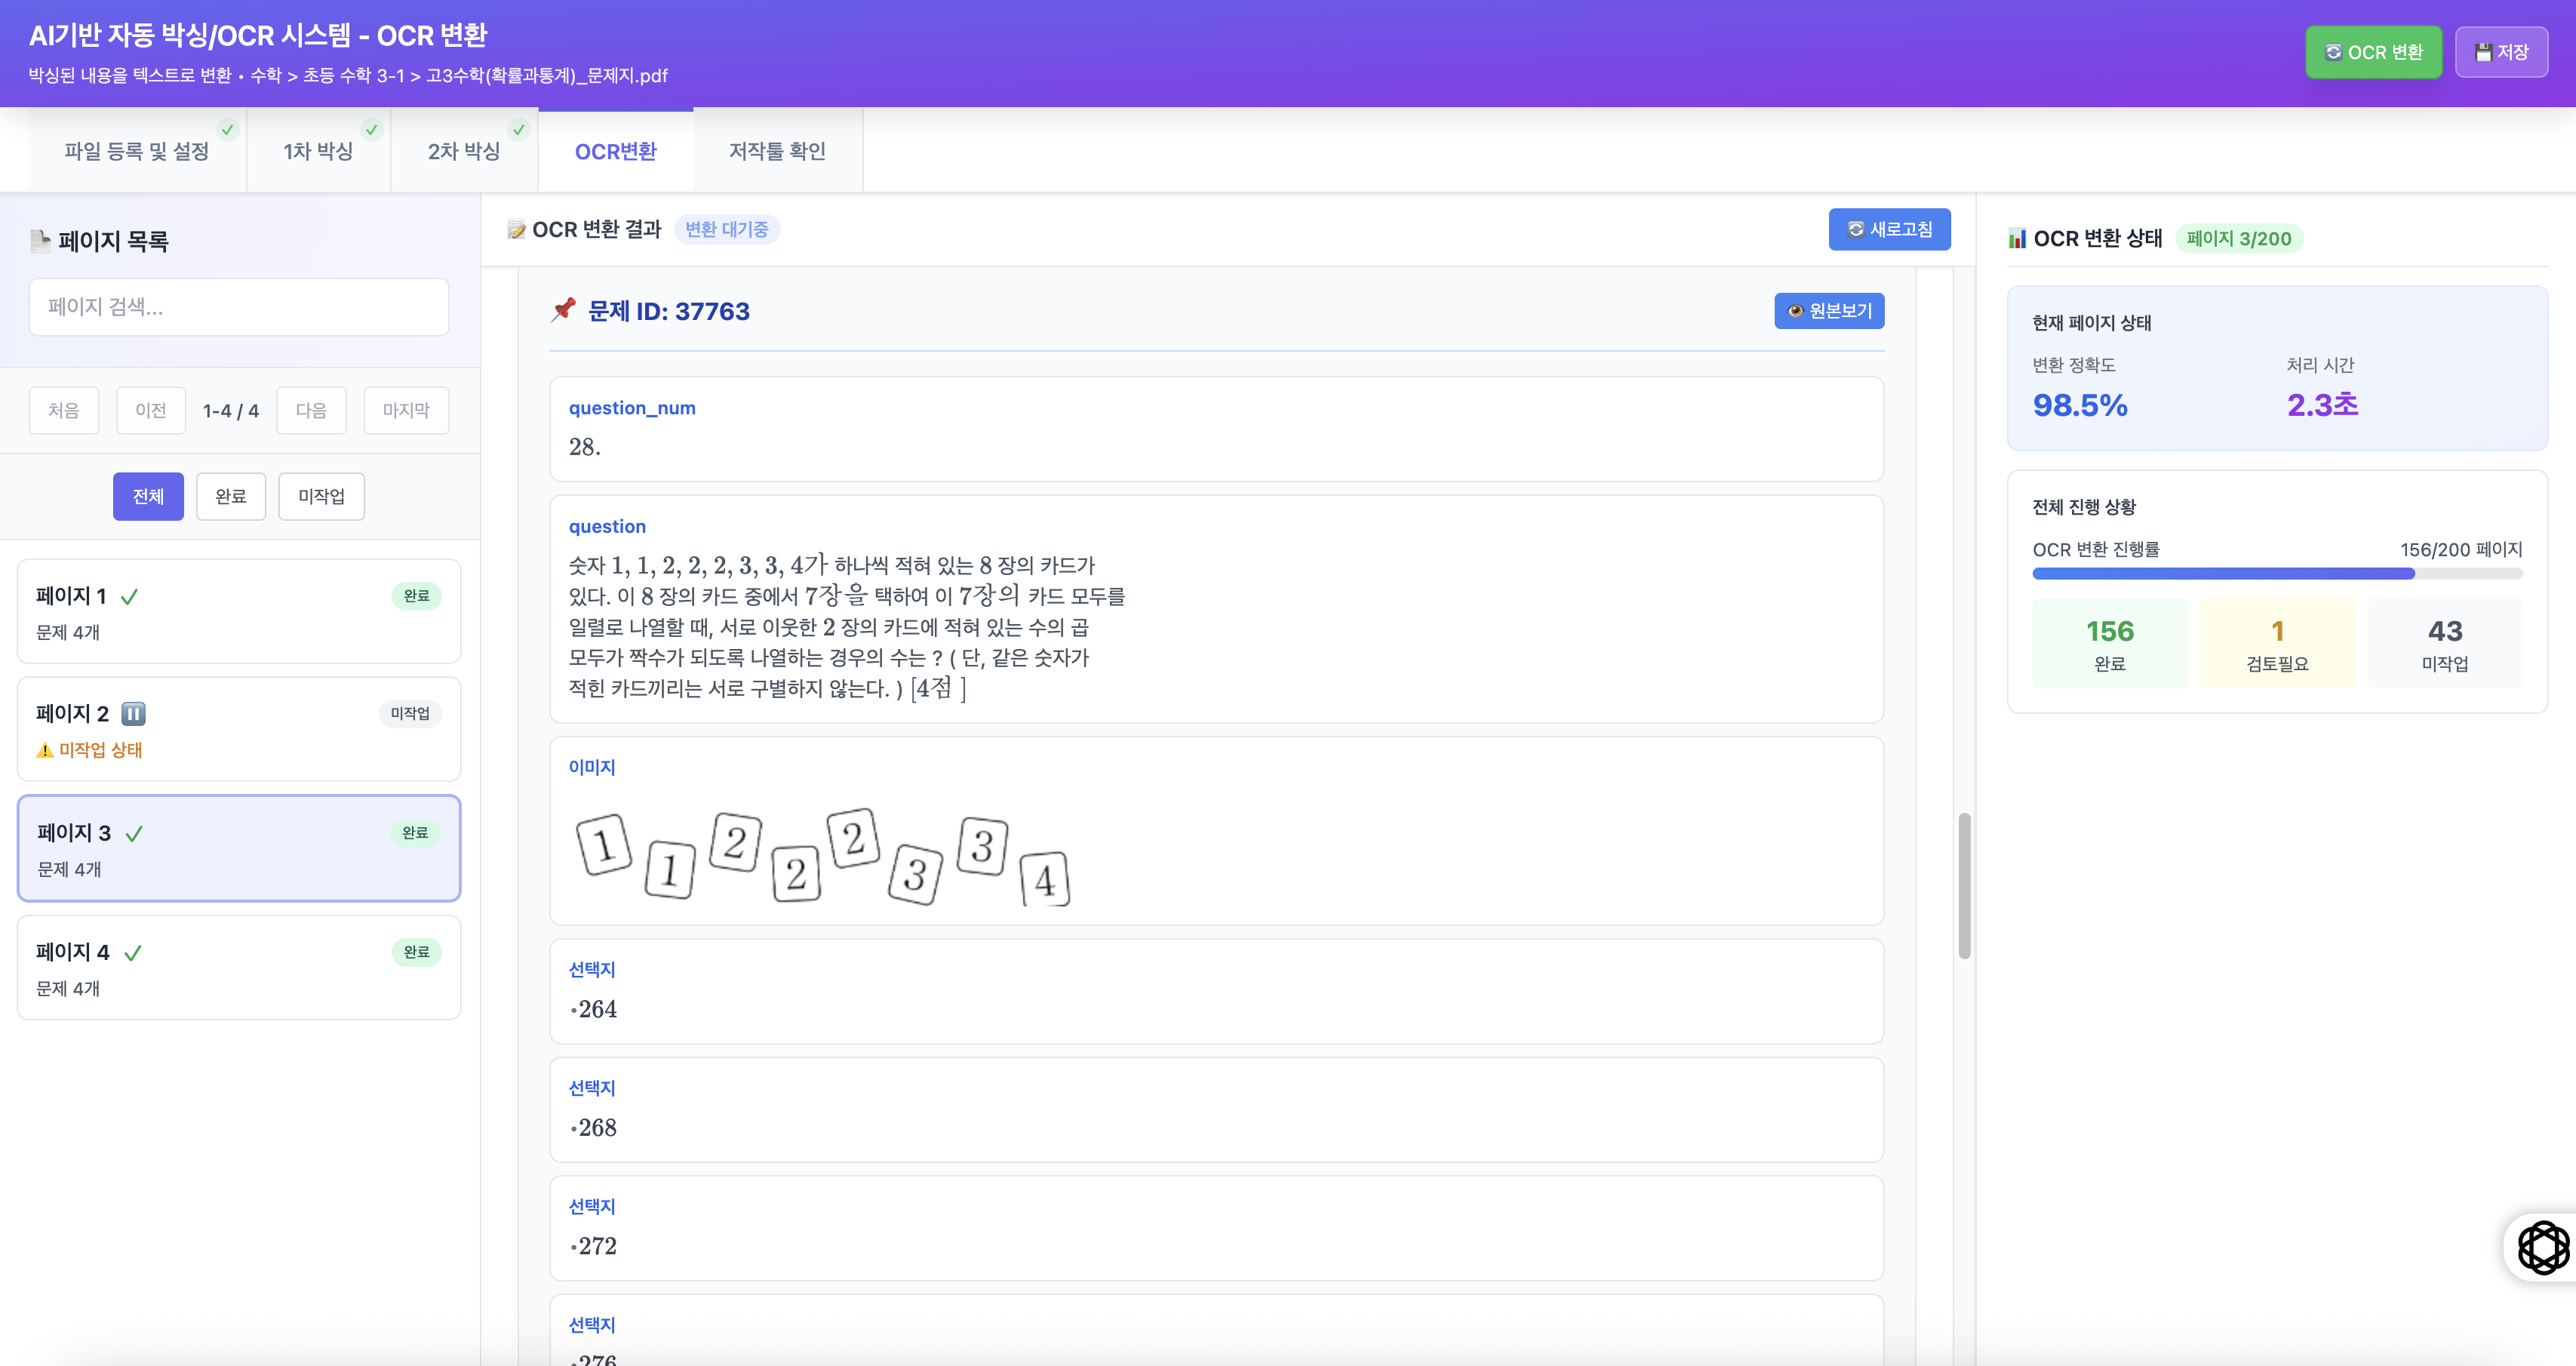 AI기반 자동 박싱/OCR 시스템 - OCR 변환
박싱된 내용을 텍스트로 변환 • 수학 > 초등 수학 3-1 > 고3수학(확률과통계)_문제지.pdf
OCR 변환
저장
파일 등록 및 설정
1차 박싱
2차 박싱
OCR변환
저작툴 확인
페이지 목록
페이지 검색...
처음
이전
1-4 / 4
다음
마지막
전체
완료
미작업
페이지 1
완료
문제 4개
페이지 2
미작업
미작업 상태
페이지 3
완료
문제 4개
페이지 4
완료
문제 4개
OCR 변환 결과
변환 대기중
새로고침
문제 ID: 37763
원본보기
question_num
28.
question
숫자 1, 1, 2, 2, 2, 3, 3, 4가 하나씩 적혀 있는 8 장의 카드가
있다. 이 8 장의 카드 중에서 7장을 택하여 이 7장의 카드 모두를
일렬로 나열할 때, 서로 이웃한 2 장의 카드에 적혀 있는 수의 곱
모두가 짝수가 되도록 나열하는 경우의 수는 ? ( 단, 같은 숫자가
적힌 카드끼리는 서로 구별하지 않는다. ) [4점 ]
이미지
1 1 2 2 2 3 3 4
선택지
•264
선택지
•268
선택지
•272
선택지
•276
OCR 변환 상태
페이지 3/200
현재 페이지 상태
변환 정확도
처리 시간
98.5%
2.3초
전체 진행 상황
OCR 변환 진행률
156/200 페이지
156
완료
1
검토필요
43
미작업